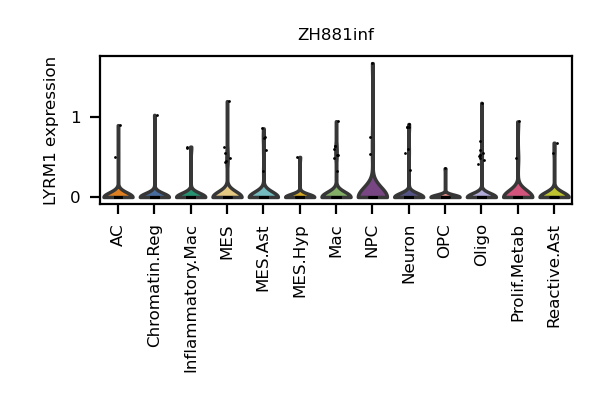 ZH881inf
LYRM1 expression
1
0
AC
Chromatin.Reg
Inflammatory.Mac
MES
MES.Ast
MES.Hyp
Mac
NPC
Neuron
OPC
Oligo
Prolif.Metab
Reactive.Ast